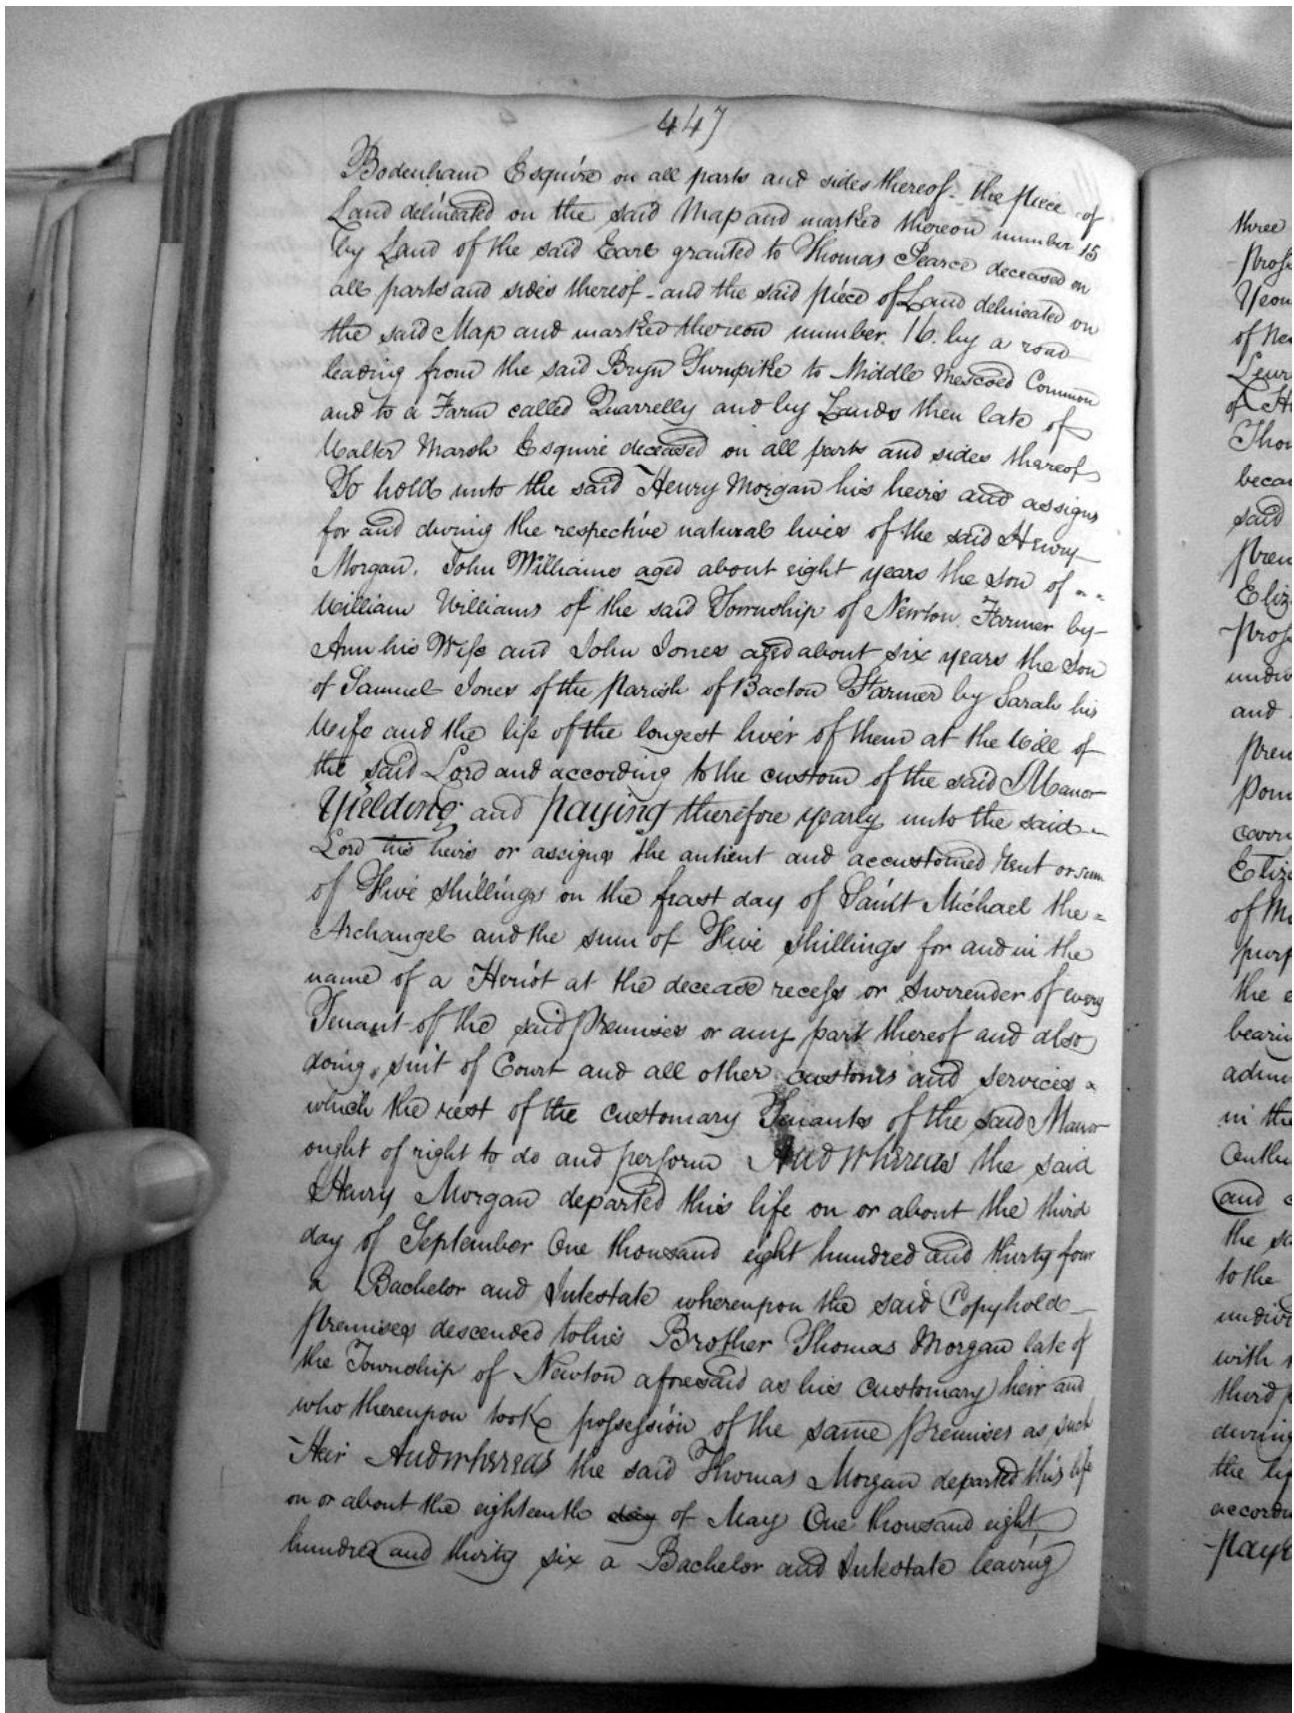 447
Bodenham Esquire on all parts and sides thereof - the piece of
Land delineated on the said Map and marked thereon number 15
by Land of the said Earl granted to Thomas Pearce deceased on
all parts and sides thereof - and the said piece of Land delineated on
the said Map and marked thereon number. 16. by a road
leading from the said Bryn Turnpike to Middle Mescoed Common
and to a Farm called Quarrelly and by Lands then late of
Walter Marsh Esquire deceased on all parts and sides thereof
To hold unto the said Henry Morgan his heirs and assigns
for and during the respective natural lives of the said Henry
Morgan. John Williams aged about eight years the son of
William Williams of the said Township of Newton Farmer by
Ann his Wife and John Jones aged about six years the son
of Samuel Jones of the parish of Bacton Farmer by Sarah his
Wife and the life of the longest liver of them at the Will of
the said Lord and according to the custom of the said Manor
Yielding and paying therefore yearly unto the said
Lord his heirs or assigns the antient and accustomed rent or sum
of Five shillings on the feast day of Saint Michael the =
Archangel and the sum of Five shillings for and in the
name of a Heriot at the decease recess or surrender of every
Tenant of the said premises or any part thereof and also
doing suit of Court and all other customs and services
which the rest of the customary Tenants of the said Manor
ought of right to do and perform And whereas the said
Henry Morgan departed this life on or about the third
day of September One thousand eight hundred and thirty four
a Bachelor and Intestate whereupon the said Copyhold
premises descended to his Brother Thomas Morgan late of
the Township of Newton aforesaid as his customary heir and
who thereupon took possession of the same premises as such
Heir And whereas the said Thomas Morgan departed this life
on or about the eighteenth day of May One thousand eight
hundred and thirty six a Bachelor and Intestate leaving
three
said
and
the
in the
and
the
to the
with
the